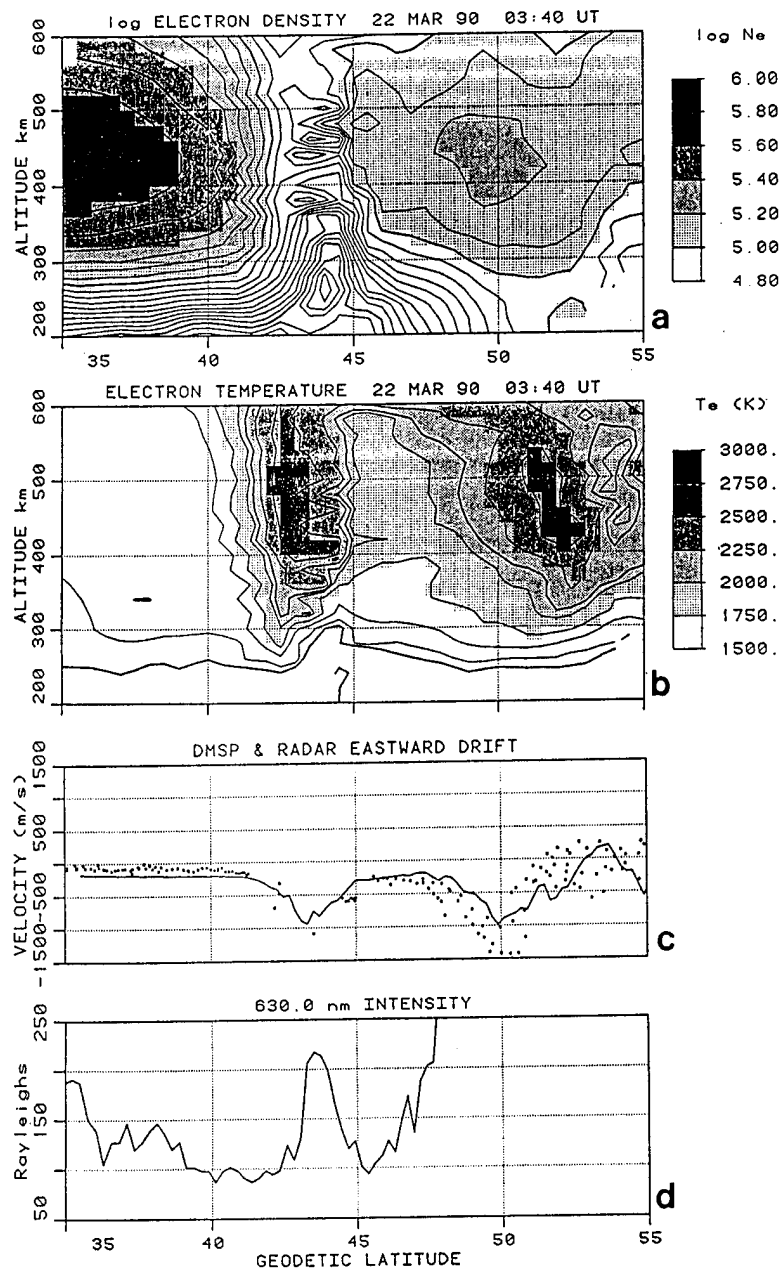 log ELECTRON DENSITY 22 MAR 90 03:40 UT
log Ne
ALTITUDE km
600
500
400
300
200
35 40 45 50 55
6.00
5.80
5.60
5.40
5.20
5.00
4.80
a
ELECTRON TEMPERATURE 22 MAR 90 03:40 UT
Te (K)
ALTITUDE km
600
500
400
300
200
3000.
2750.
2500.
2250.
2000.
1750.
1500.
b
DMSP & RADAR EASTWARD DRIFT
VELOCITY (m/s)
1500
500
-500
-1500
c
630.0 nm INTENSITY
Rayleighs
250
150
50
35 40 45 50 55
GEODETIC LATITUDE
d